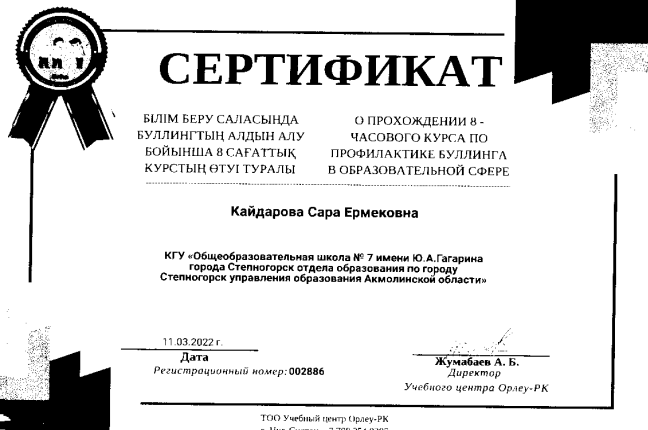 СЕРТИФИКАТ
БІЛІМ БЕРУ САЛАСЫНДА
БУЛЛИНГТЫҢ АЛДЫН АЛУ
БОЙЫНША 8 САҒАТТЫҚ
КУРСТЫҢ ӨТУІ ТУРАЛЫ
О ПРОХОЖДЕНИИ 8 -
ЧАСОВОГО КУРСА ПО
ПРОФИЛАКТИКЕ БУЛЛИНГА
В ОБРАЗОВАТЕЛЬНОЙ СФЕРЕ
Кайдарова Сара Ермековна
КГУ «Общеобразовательная школа № 7 имени Ю.А.Гагарина
города Степногорск отдела образования по городу
Степногорск управления образования Акмолинской области»
11.03.2022 г.
Дата
Регистрационный номер: 002886
Жумабаев А. Б.
Директор
Учебного центра Орлеу-РК
ТОО Учебный центр Орлеу-РК